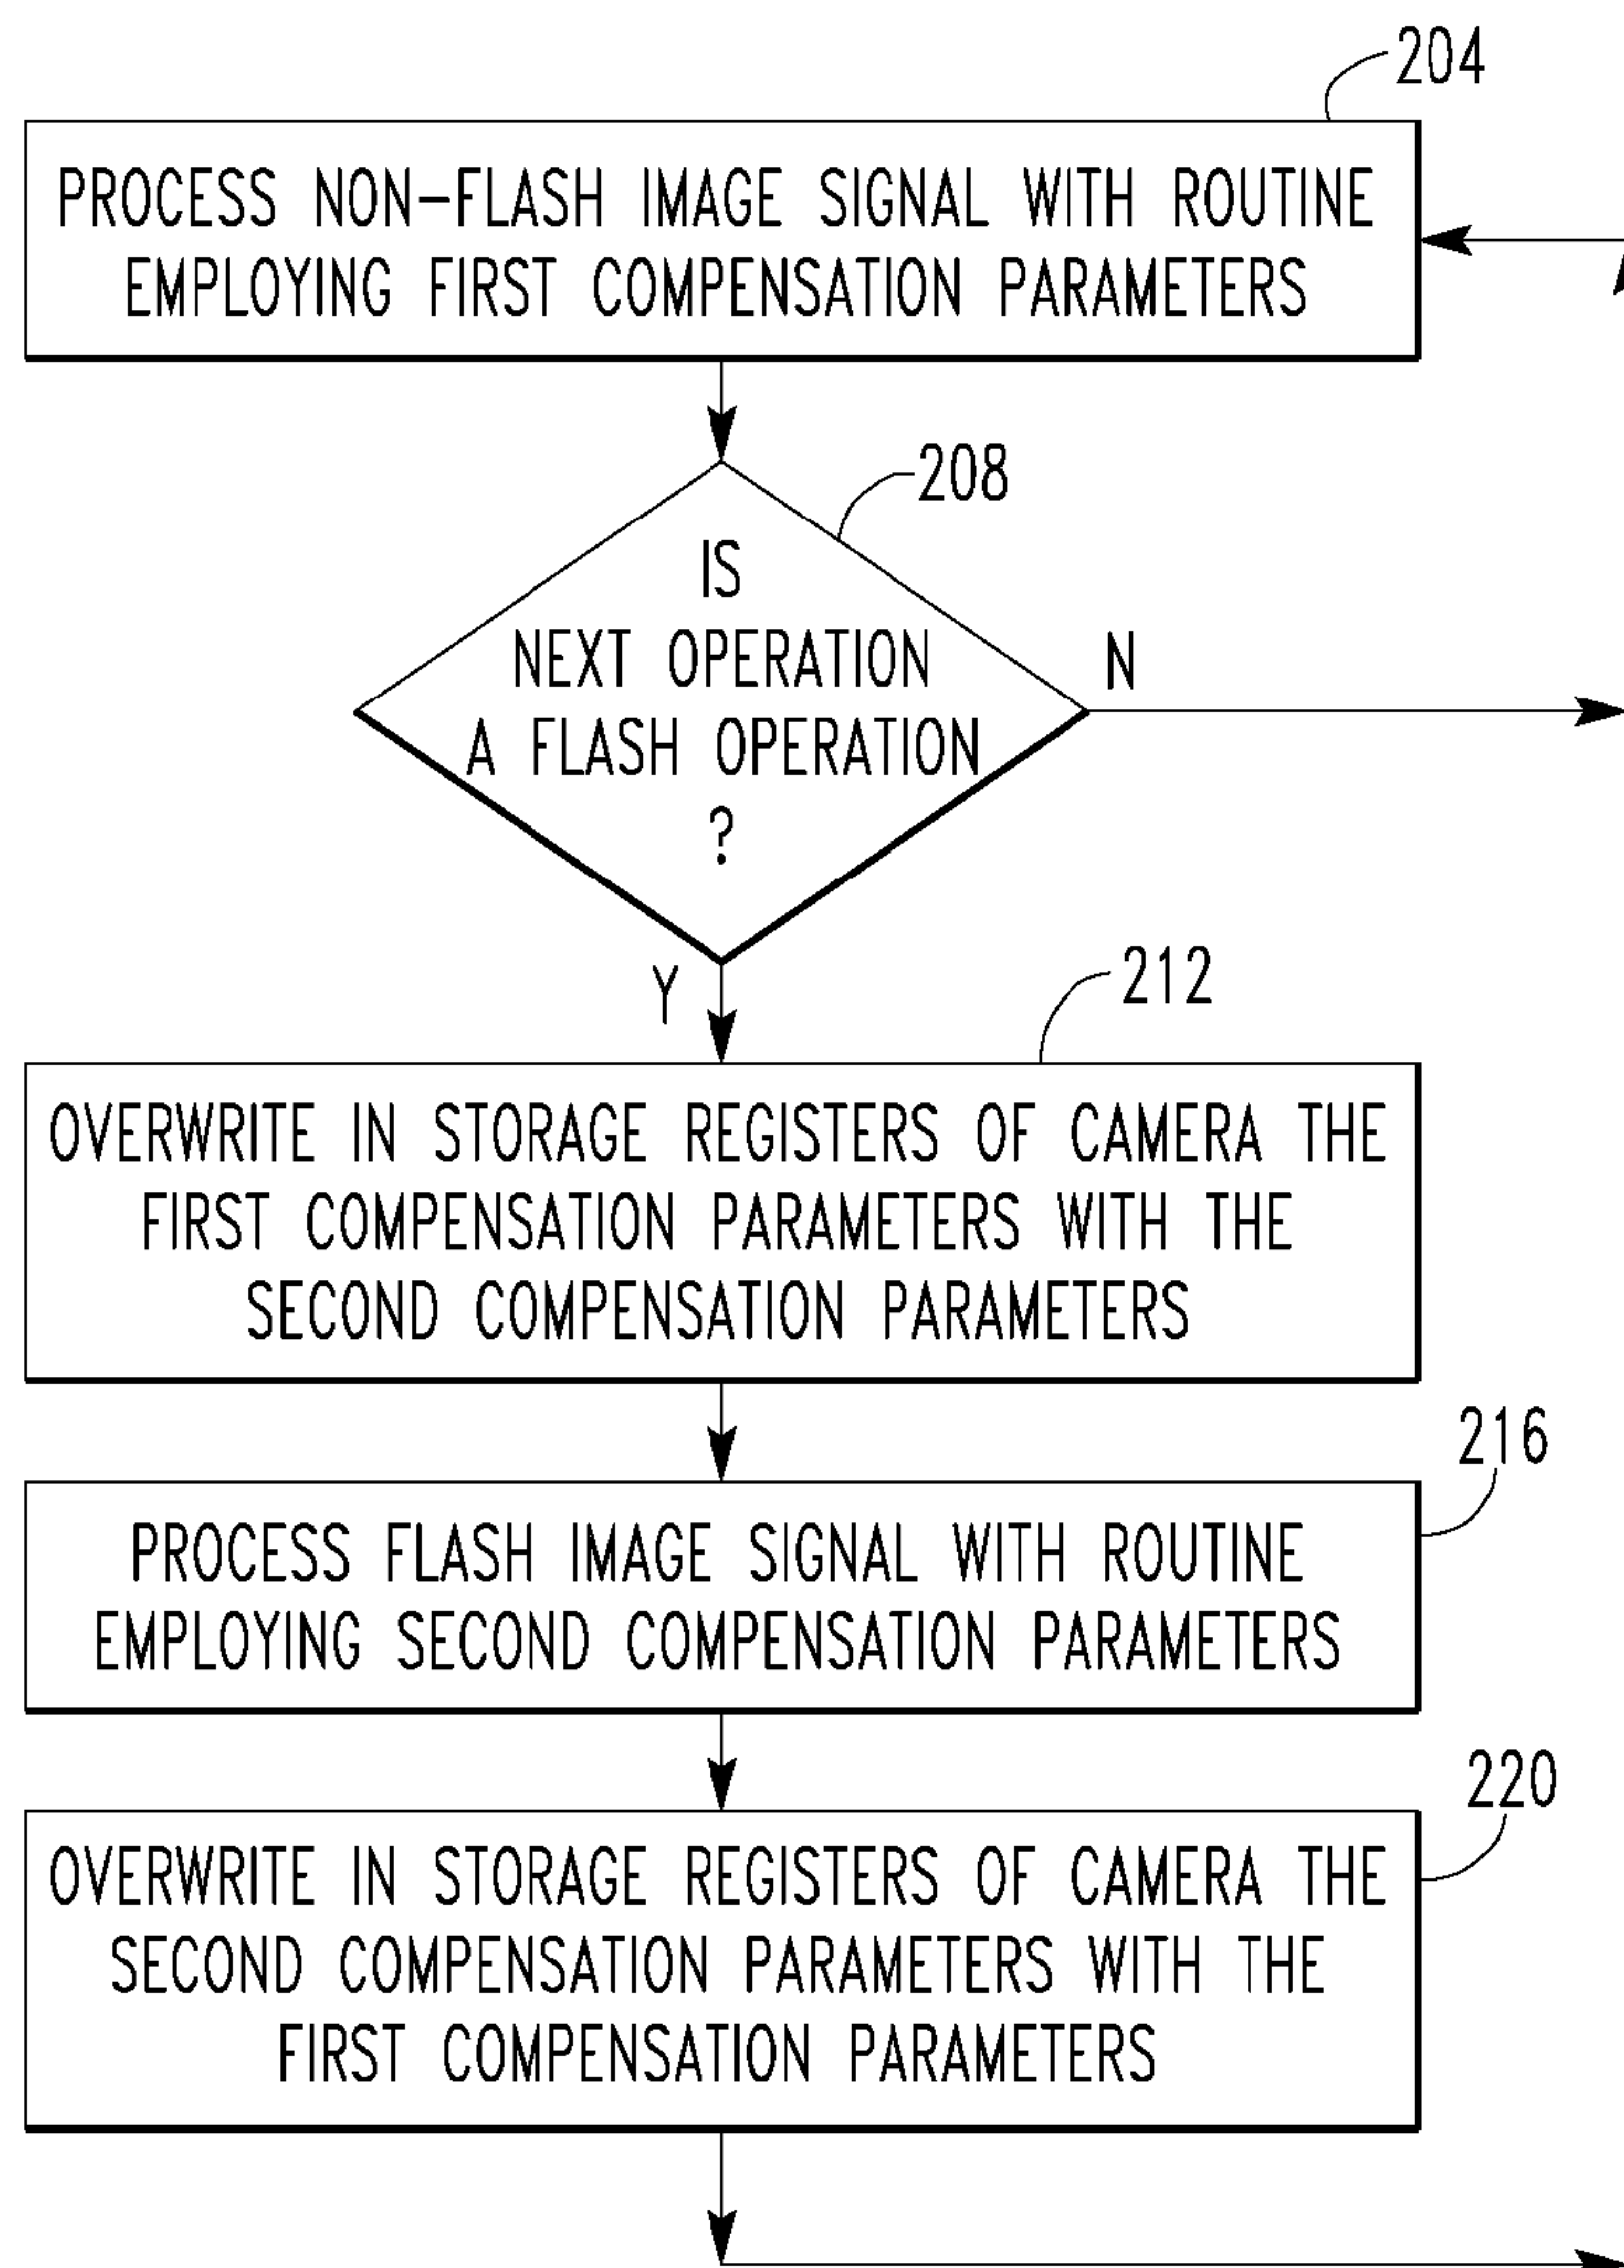 204
PROCESS NON-FLASH IMAGE SIGNAL WITH ROUTINE
EMPLOYING FIRST COMPENSATION PARAMETERS
208
IS
NEXT OPERATION
A FLASH OPERATION
?
N
Y
212
OVERWRITE IN STORAGE REGISTERS OF CAMERA THE
FIRST COMPENSATION PARAMETERS WITH THE
SECOND COMPENSATION PARAMETERS
216
PROCESS FLASH IMAGE SIGNAL WITH ROUTINE
EMPLOYING SECOND COMPENSATION PARAMETERS
220
OVERWRITE IN STORAGE REGISTERS OF CAMERA THE
SECOND COMPENSATION PARAMETERS WITH THE
FIRST COMPENSATION PARAMETERS